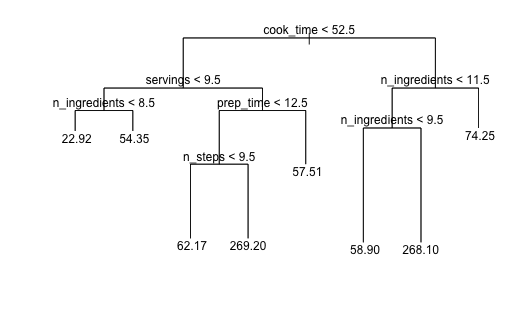 cook_time < 52.5
servings < 9.5
n_ingredients < 11.5
n_ingredients < 8.5
prep_time < 12.5
n_ingredients < 9.5
22.92
54.35
74.25
n_steps < 9.5
57.51
62.17
269.20
58.90
268.10